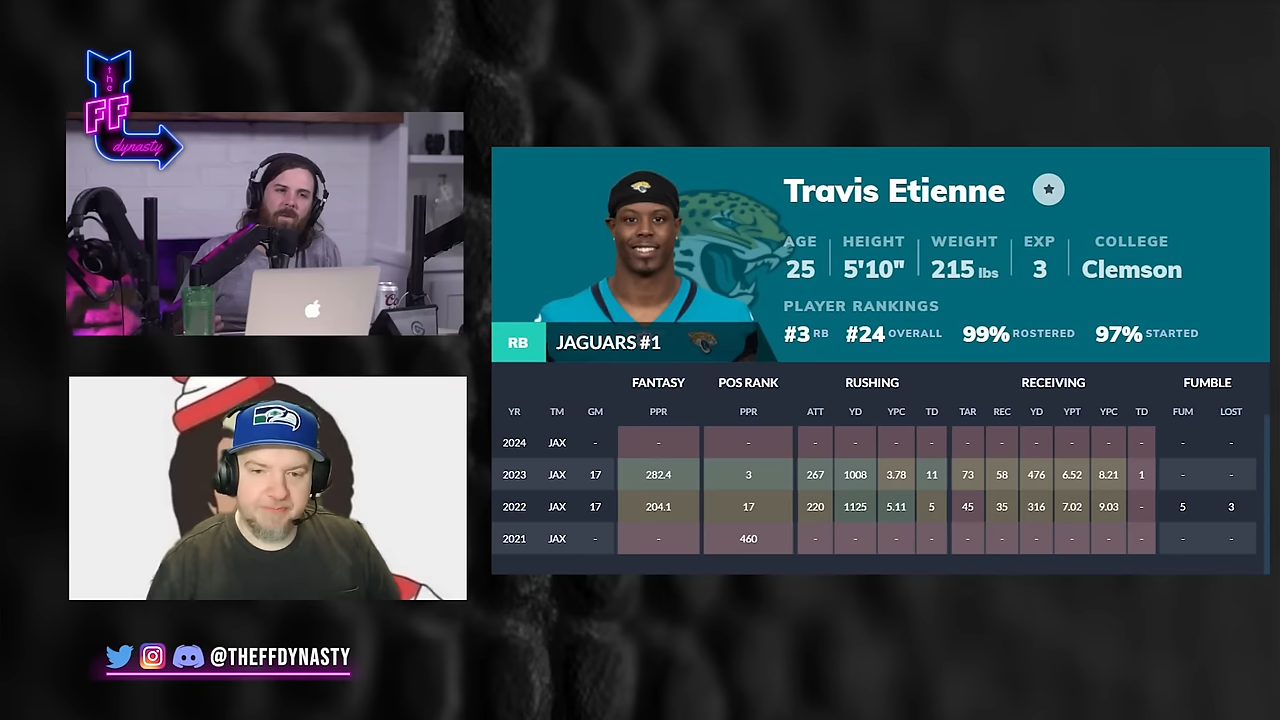 the
FF
dynasty
Travis Etienne
AGE HEIGHT WEIGHT EXP COLLEGE
25 5'10" 215 lbs 3 Clemson
PLAYER RANKINGS
#3 RB #24 OVERALL 99% ROSTERED 97% STARTED
RB JAGUARS #1
FANTASY POS RANK RUSHING RECEIVING FUMBLE
YR TM GM PPR PPR ATT YD YPC TD TAR REC YD YPT YPC TD FUM LOST
2024 JAX - - - - - - - - - - - - - - -
2023 JAX 17 282.4 3 267 1008 3.78 11 73 58 476 6.52 8.21 1 - -
2022 JAX 17 204.1 17 220 1125 5.11 5 45 35 316 7.02 9.03 - 5 3
2021 JAX - - 460 - - - - - - - - - - - -
@THEFFDYNASTY